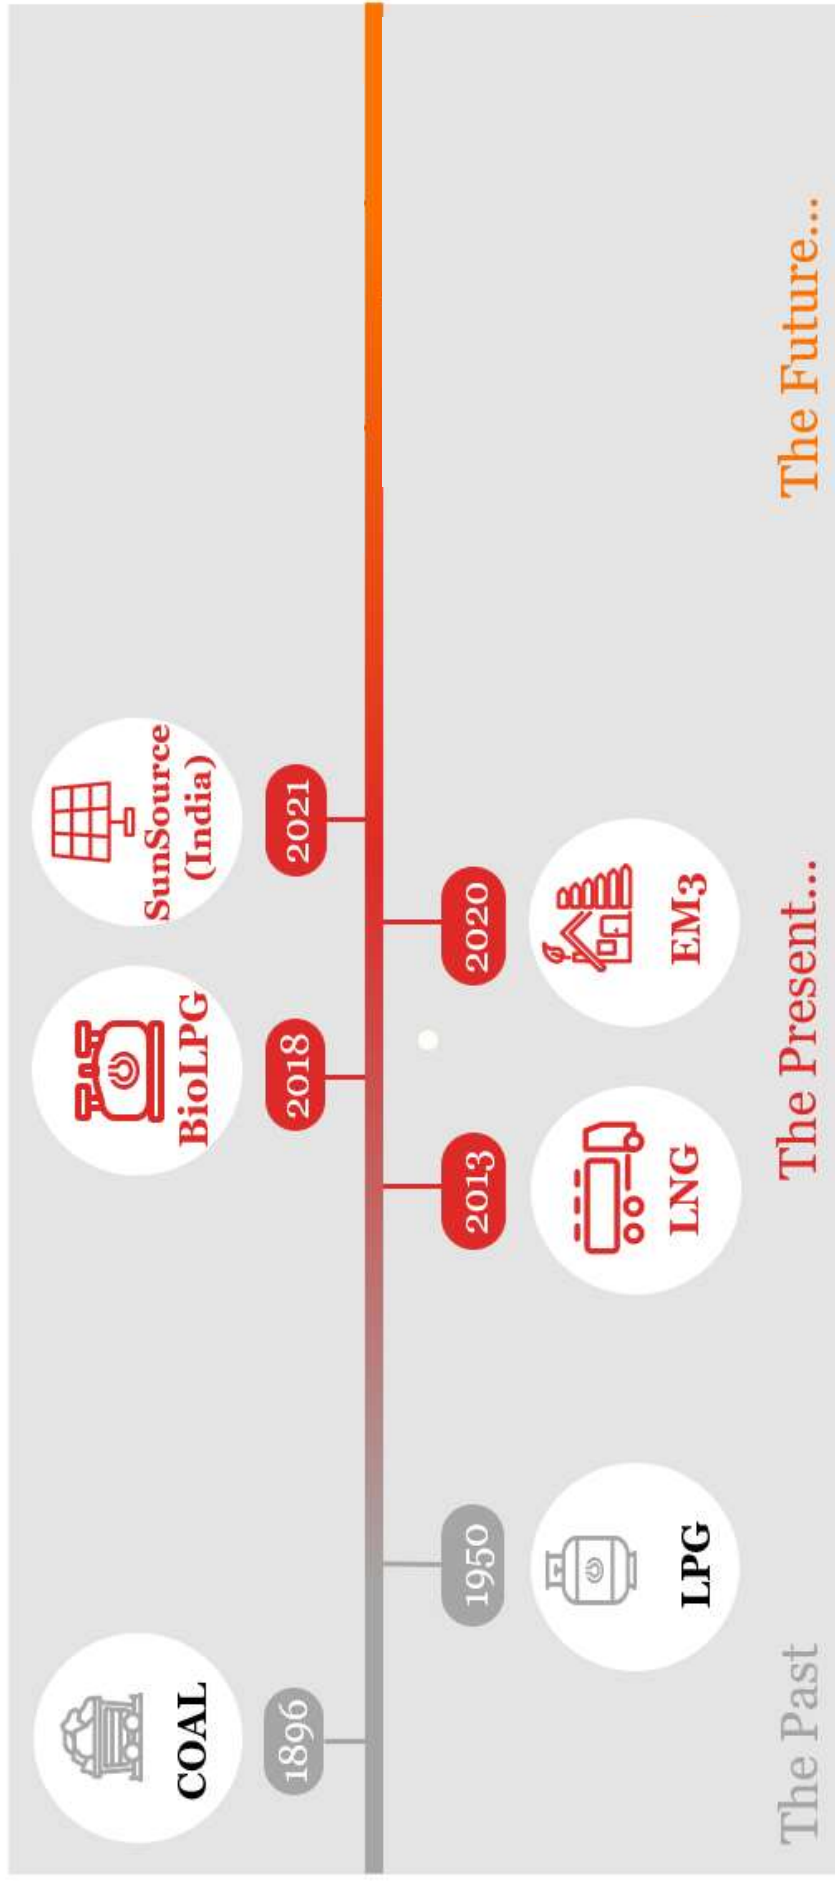 COAL
1896
1950
LPG
2013
LNG
BioLPG
2018
2020
EM3
SunSource
(India)
2021
The Past
The Present...
The Future...